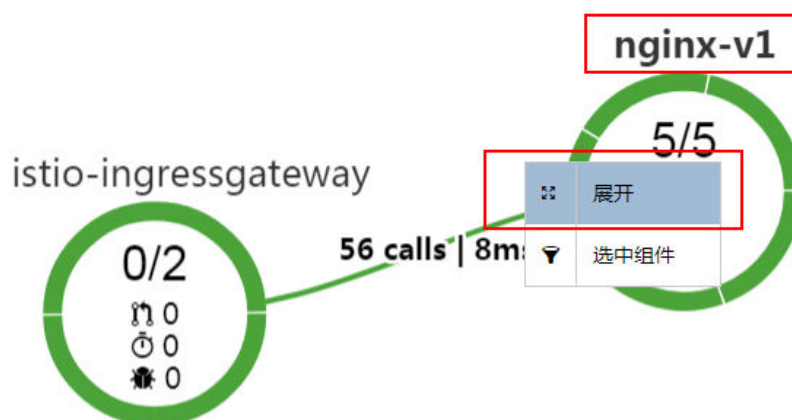 nginx-v1
5/5
istio-ingressgateway
展开
56 calls | 8ms
选中组件
0/2
0
0
0